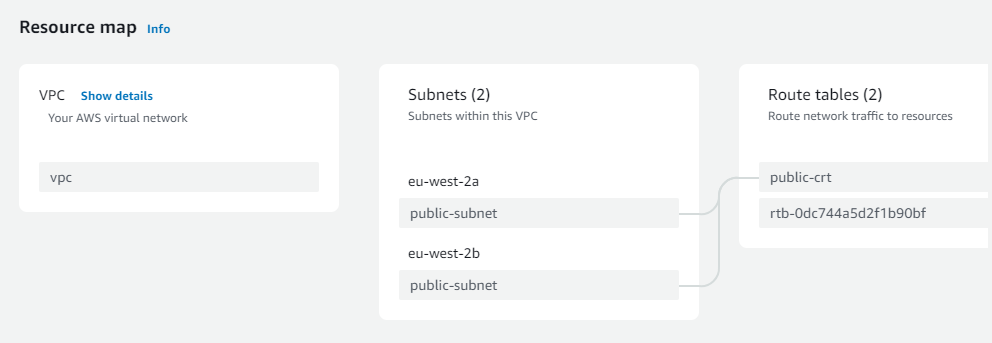 Resource map Info
VPC Show details
Your AWS virtual network
vpc
Subnets (2)
Subnets within this VPC
eu-west-2a
public-subnet
eu-west-2b
public-subnet
Route tables (2)
Route network traffic to resources
public-crt
rtb-0dc744a5d2f1b90bf